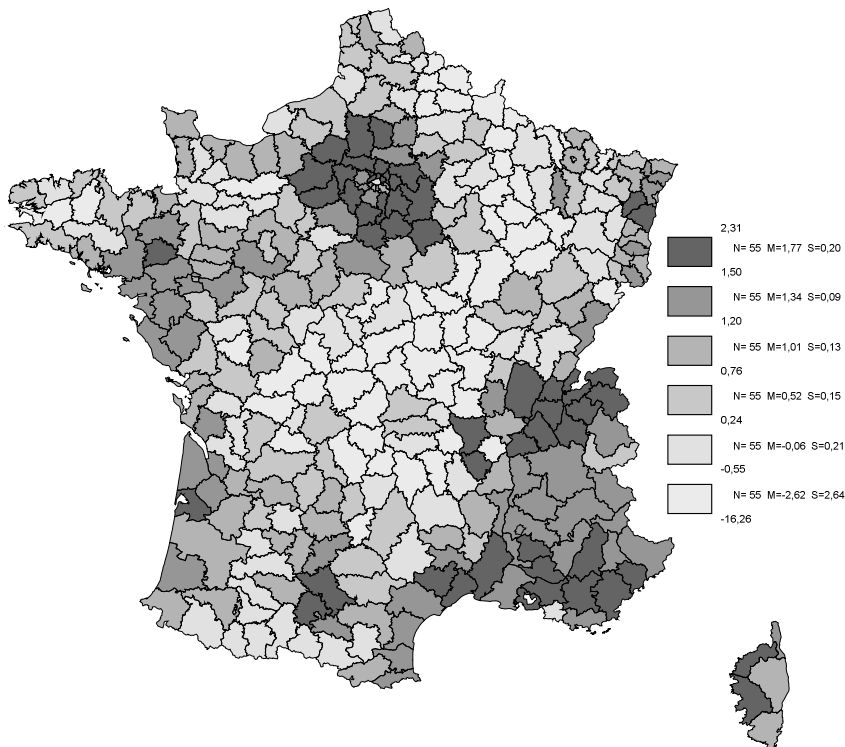 2,31
N= 55 M=1,77 S=0,20
1,50
N= 55 M=1,34 S=0,09
1,20
N= 55 M=1,01 S=0,13
0,76
N= 55 M=0,52 S=0,15
0,24
N= 55 M=-0,06 S=0,21
-0,55
N= 55 M=-2,62 S=2,64
-16,26